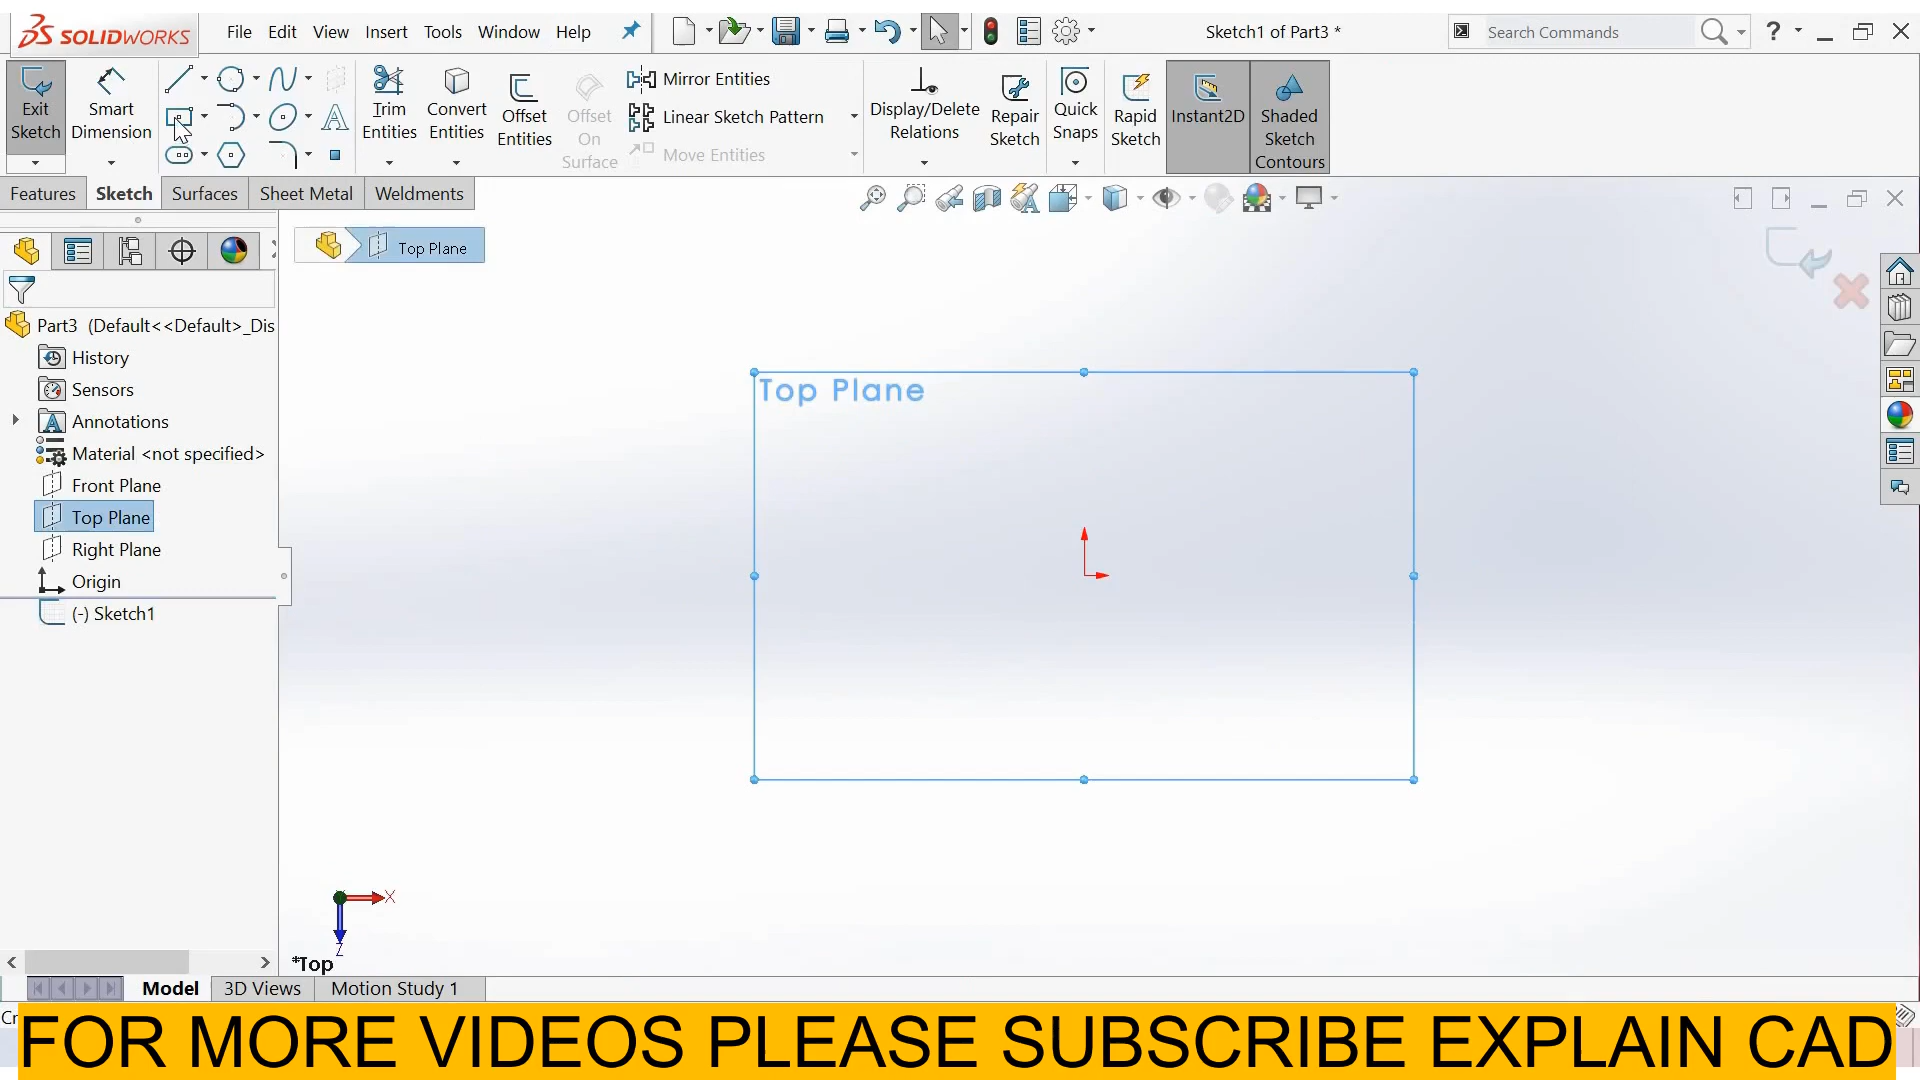 SOLIDWORKS
File Edit View Insert Tools Window Help
Sketch1 of Part3 *
Search Commands
?
Exit Sketch
Smart Dimension
Trim Entities
Convert Entities
Offset Entities
Offset On Surface
Mirror Entities
Linear Sketch Pattern
Move Entities
Display/Delete Relations
Repair Sketch
Quick Snaps
Rapid Sketch
Instant2D
Shaded Sketch Contours
Features Sketch Surfaces Sheet Metal Weldments
Top Plane
Part3 (Default<<Default>_Dis
History
Sensors
Annotations
Material <not specified>
Front Plane
Top Plane
Right Plane
Origin
(-) Sketch1
Top Plane
X
Z
*Top
Model 3D Views Motion Study 1
FOR MORE VIDEOS PLEASE SUBSCRIBE EXPLAIN CAD